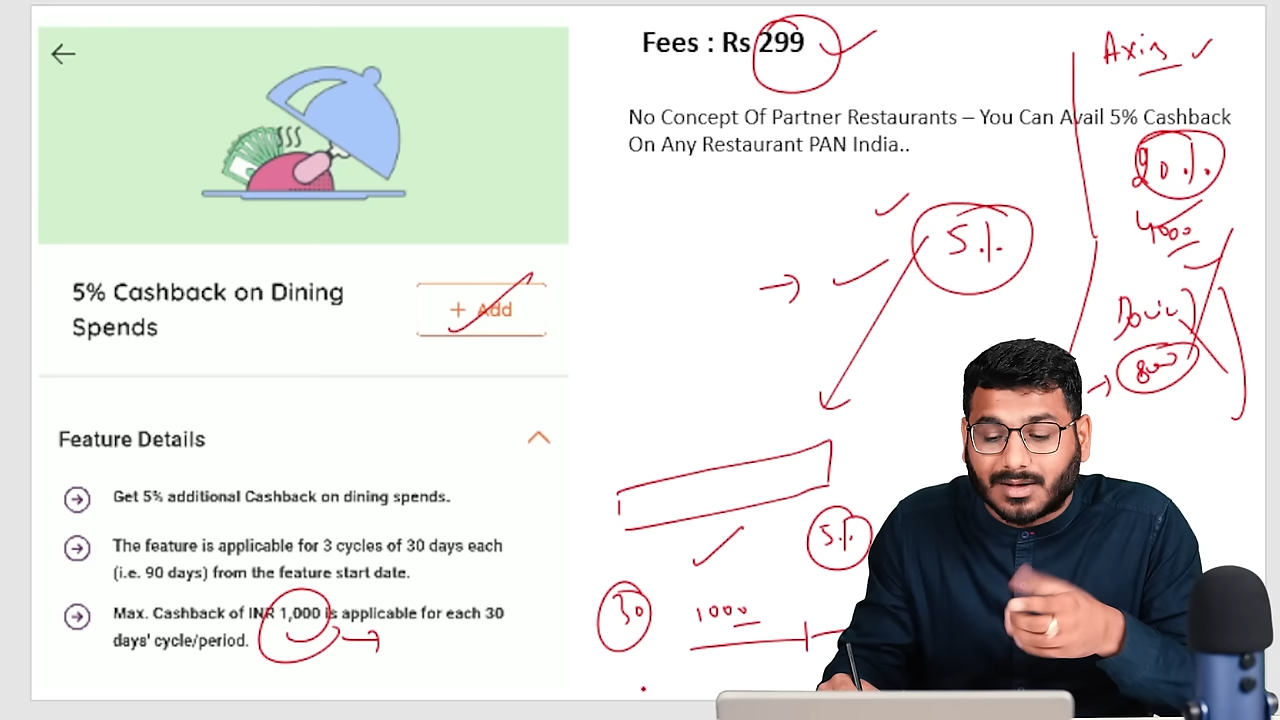 Fees : Rs 299
Axis
No Concept Of Partner Restaurants – You Can Avail 5% Cashback
On Any Restaurant PAN India..
20%
4000
5%
5% Cashback on Dining
Spends
+ Add
800
Feature Details
Get 5% additional Cashback on dining spends.
The feature is applicable for 3 cycles of 30 days each
(i.e. 90 days) from the feature start date.
Max. Cashback of INR 1,000 is applicable for each 30
days' cycle/period.
5%
30
1000